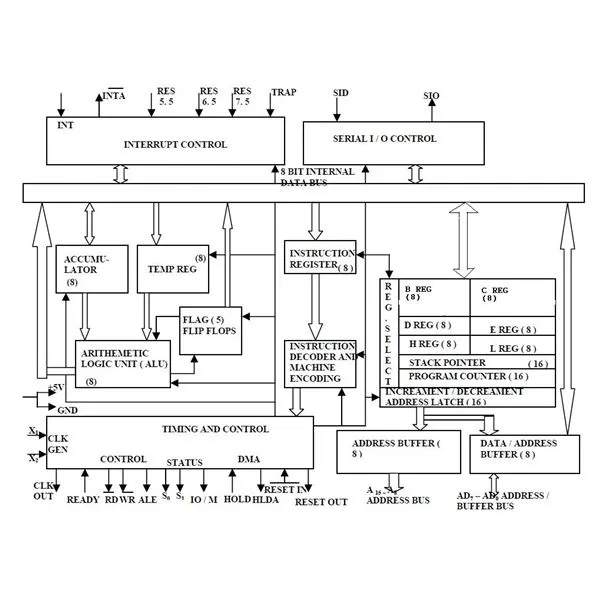 INTA
RES
5. 5
RES
6. 5
RES
7. 5
TRAP
SID
SIO
INT
INTERRUPT CONTROL
SERIAL I / O CONTROL
8 BIT INTERNAL
DATA BUS
ACCUMU-
LATOR
(8)
TEMP REG
(8)
INSTRUCTION
REGISTER ( 8 )
R
E
G
.
S
E
L
E
C
T
B REG
(8)
C REG
(8)
D REG ( 8 )
E REG ( 8 )
H REG ( 8 )
L REG ( 8 )
STACK POINTER
( 16 )
PROGRAM COUNTER ( 16 )
INCREAMENT / DECREAMENT
ADDRESS LATCH ( 16 )
FLAG ( 5)
FLIP FLOPS
ARITHEMETIC
LOGIC UNIT ( ALU)
(8)
INSTRUCTION
DECODER AND
MACHINE
ENCODING
+5V
GND
X1
X2
CLK
GEN
TIMING AND CONTROL
CONTROL
STATUS
DMA
ADDRESS BUFFER (
8 )
DATA / ADDRESS
BUFFER ( 8 )
CLK
OUT
READY
RD
WR
ALE
S0
S1
IO / M
HOLD
HLDA
RESET IN
RESET OUT
A 15 – A8
ADDRESS BUS
AD7 – AD0 ADDRESS /
BUFFER BUS